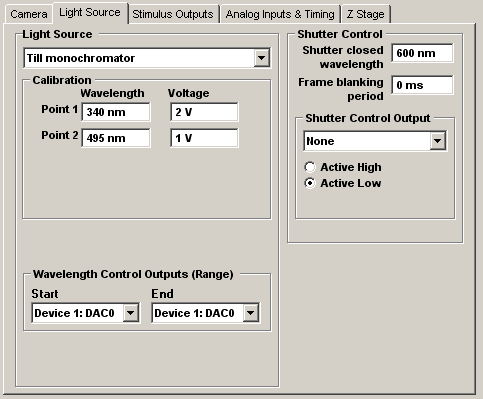 Camera Light Source Stimulus Outputs Analog Inputs & Timing Z Stage
Light Source
Till monochromator
Calibration
Wavelength Voltage
Point 1 340 nm 2 V
Point 2 495 nm 1 V
Wavelength Control Outputs (Range)
Start End
Device 1: DAC0 Device 1: DAC0
Shutter Control
Shutter closed
wavelength 600 nm
Frame blanking
period 0 ms
Shutter Control Output
None
Active High
Active Low